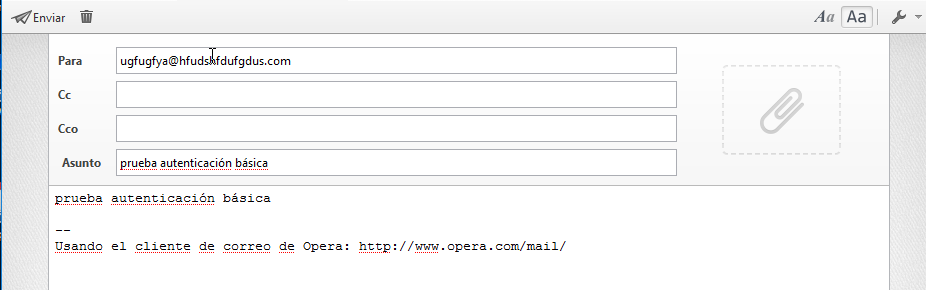 Enviar
Aa Aa
Para ugfugfya@hfudshfdufgdus.com
Cc
Cco
Asunto prueba autenticación básica
prueba autenticación básica
--
Usando el cliente de correo de Opera: http://www.opera.com/mail/